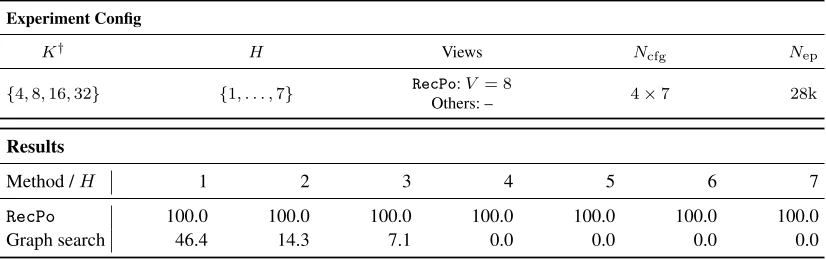 Experiment Config
K† H Views N_cfg N_ep
{4, 8, 16, 32} {1, . . . , 7} RecPo: V = 8 4 × 7 28k
Others: –
Results
Method / H 1 2 3 4 5 6 7
RecPo 100.0 100.0 100.0 100.0 100.0 100.0 100.0
Graph search 46.4 14.3 7.1 0.0 0.0 0.0 0.0